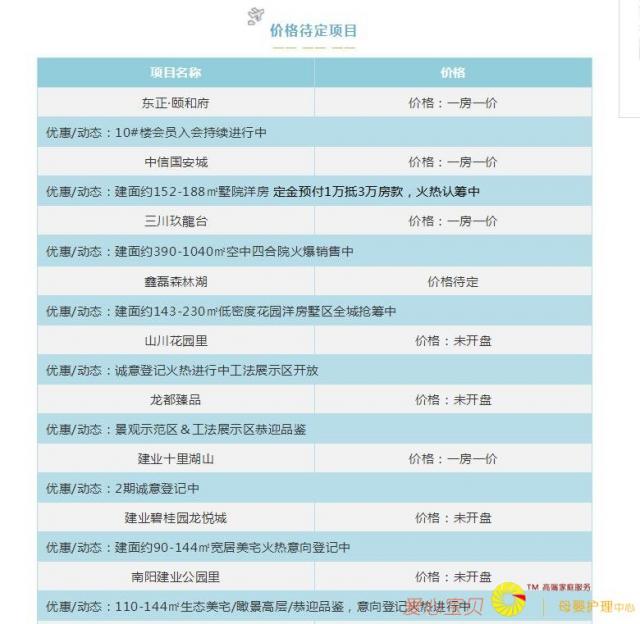 价格待定项目
项目名称 价格
东正·颐和府 价格：一房一价
优惠/动态：10#楼会员入会持续进行中
中信国安城 价格：一房一价
优惠/动态：建面约152-188㎡墅院洋房 定金预付1万抵3万房款，火热认筹中
三川玖龍台 价格：一房一价
优惠/动态：建面约390-1040㎡空中四合院火爆销售中
鑫磊森林湖 价格待定
优惠/动态：建面约143-230㎡低密度花园洋房墅区全城抢筹中
山川花园里 价格：未开盘
优惠/动态：诚意登记火热进行中工法展示区开放
龙都臻品 价格：未开盘
优惠/动态：景观示范区＆工法展示区恭迎品鉴
建业十里湖山 价格：一房一价
优惠/动态：2期诚意登记中
建业碧桂园龙悦城 价格：未开盘
优惠/动态：建面约90-144㎡宽居美宅火热意向登记中
南阳建业公园里 价格：未开盘
优惠/动态：110-144㎡生态美宅/瞰景高层/恭迎品鉴，意向登记火热进行中
爱心宝贝
TM 高端家庭服务
母婴护理中心